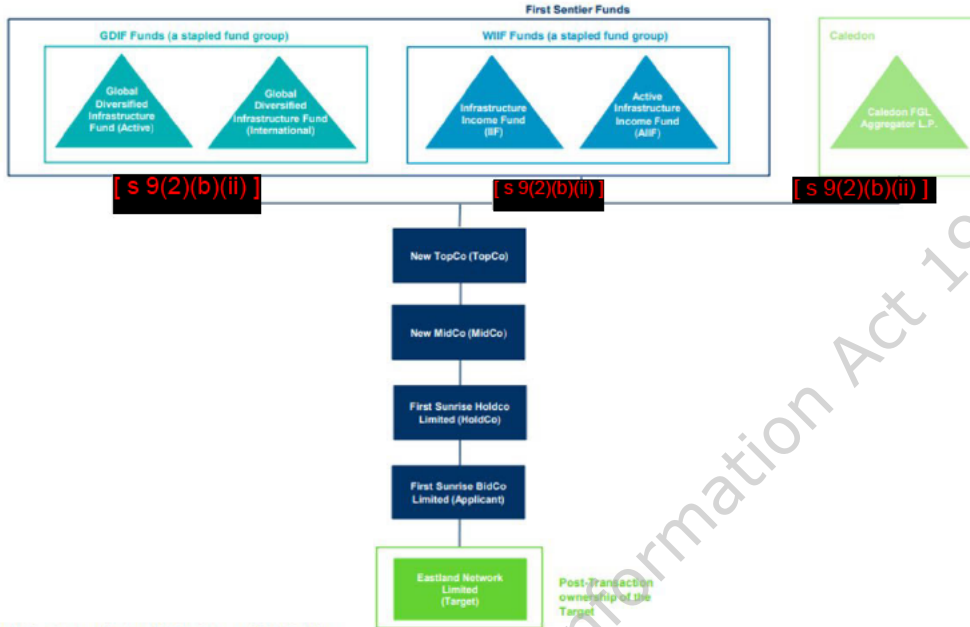 First Sentier Funds
GDIF Funds (a stapled fund group)
WIIF Funds (a stapled fund group)
Caledon
Global
Diversified
Infrastructure
Fund (Active)
Global
Diversified
Infrastructure Fund
(International)
Infrastructure
Income Fund
(IIF)
Active
Infrastructure
Income Fund
(AIIF)
Caledon FGL
Aggregator L.P.
[ s 9(2)(b)(ii) ]
[ s 9(2)(b)(ii) ]
[ s 9(2)(b)(ii) ]
New TopCo (TopCo)
New MidCo (MidCo)
First Sunrise Holdco
Limited (HoldCo)
First Sunrise BidCo
Limited (Applicant)
Eastland Network
Limited
(Target)
Post-Transaction
ownership of the
Target
Information Act 19